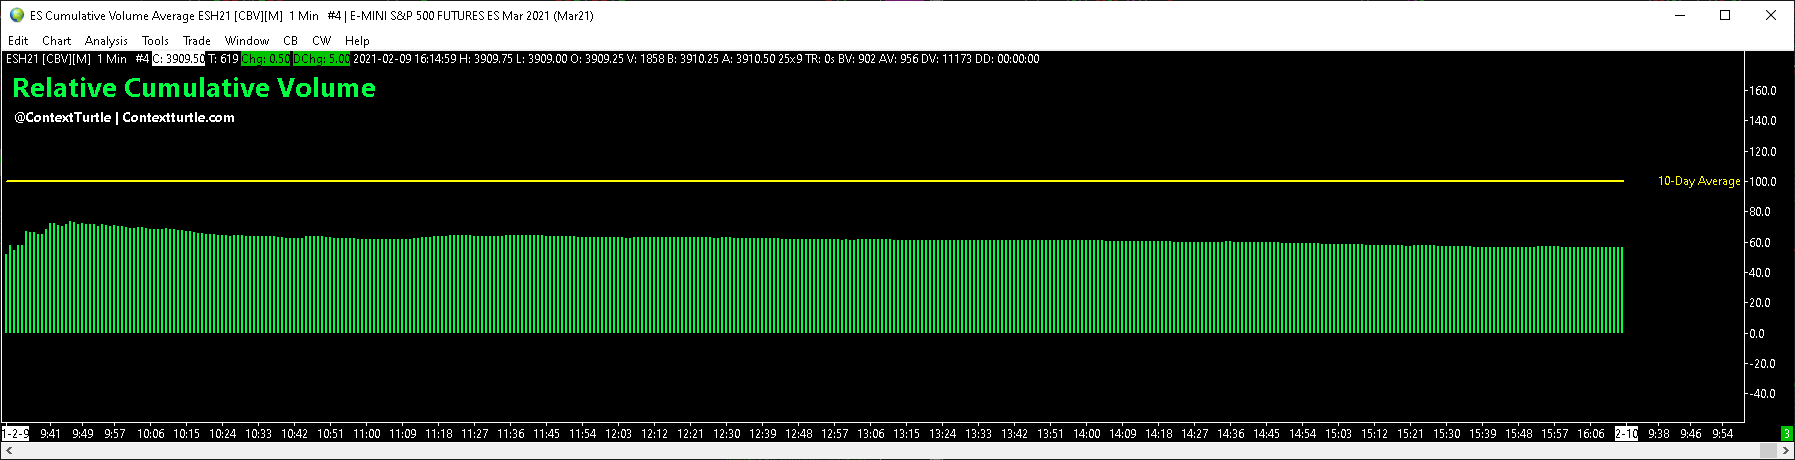 ES Cumulative Volume Average ESH21 [CBV][M] 1 Min #4 | E-MINI S&P 500 FUTURES ES Mar 2021 (Mar21)
Edit Chart Analysis Tools Trade Window CB CW Help
ESH21 [CBV][M] 1 Min #4 C: 3909.50 T: 619 Chg: 0.50 DChg: 5.00 2021-02-09 16:14:59 H: 3909.75 L: 3909.00 O: 3909.25 V: 1858 B: 3910.25 A: 3910.50 25x9 TR: 0s BV: 902 AV: 956 DV: 11173 DD: 00:00:00
Relative Cumulative Volume
@ContextTurtle | Contextturtle.com
160.0
140.0
120.0
10-Day Average 100.0
80.0
60.0
40.0
20.0
0.0
-20.0
-40.0
1-2-9 9:41 9:49 9:57 10:06 10:15 10:24 10:33 10:42 10:51 11:00 11:09 11:18 11:27 11:36 11:45 11:54 12:03 12:12 12:21 12:30 12:39 12:48 12:57 13:06 13:15 13:24 13:33 13:42 13:51 14:00 14:09 14:18 14:27 14:36 14:45 14:54 15:03 15:12 15:21 15:30 15:39 15:48 15:57 16:06 2-10 9:38 9:46 9:54 3